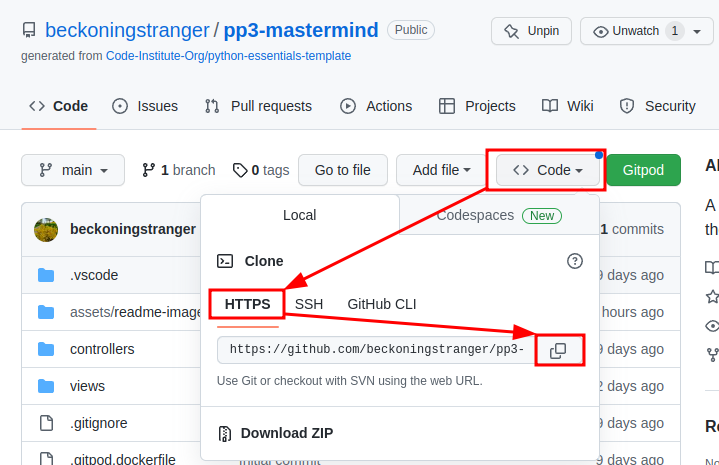 beckoningstranger / pp3-mastermind Public
Unpin
Unwatch 1
generated from Code-Institute-Org/python-essentials-template
Code
Issues
Pull requests
Actions
Projects
Wiki
Security
main
1 branch
0 tags
Go to file
Add file
Code
Gitpod
A
th
beckoningstranger
1 commits
Local
Codespaces New
Clone
HTTPS
SSH
GitHub CLI
https://github.com/beckoningstranger/pp3-
Use Git or checkout with SVN using the web URL.
Download ZIP
.vscode
9 days ago
assets/readme-image
hours ago
controllers
9 days ago
views
2 days ago
.gitignore
9 days ago
.gitpod.dockerfile
Initial commit
9 days ago
Re